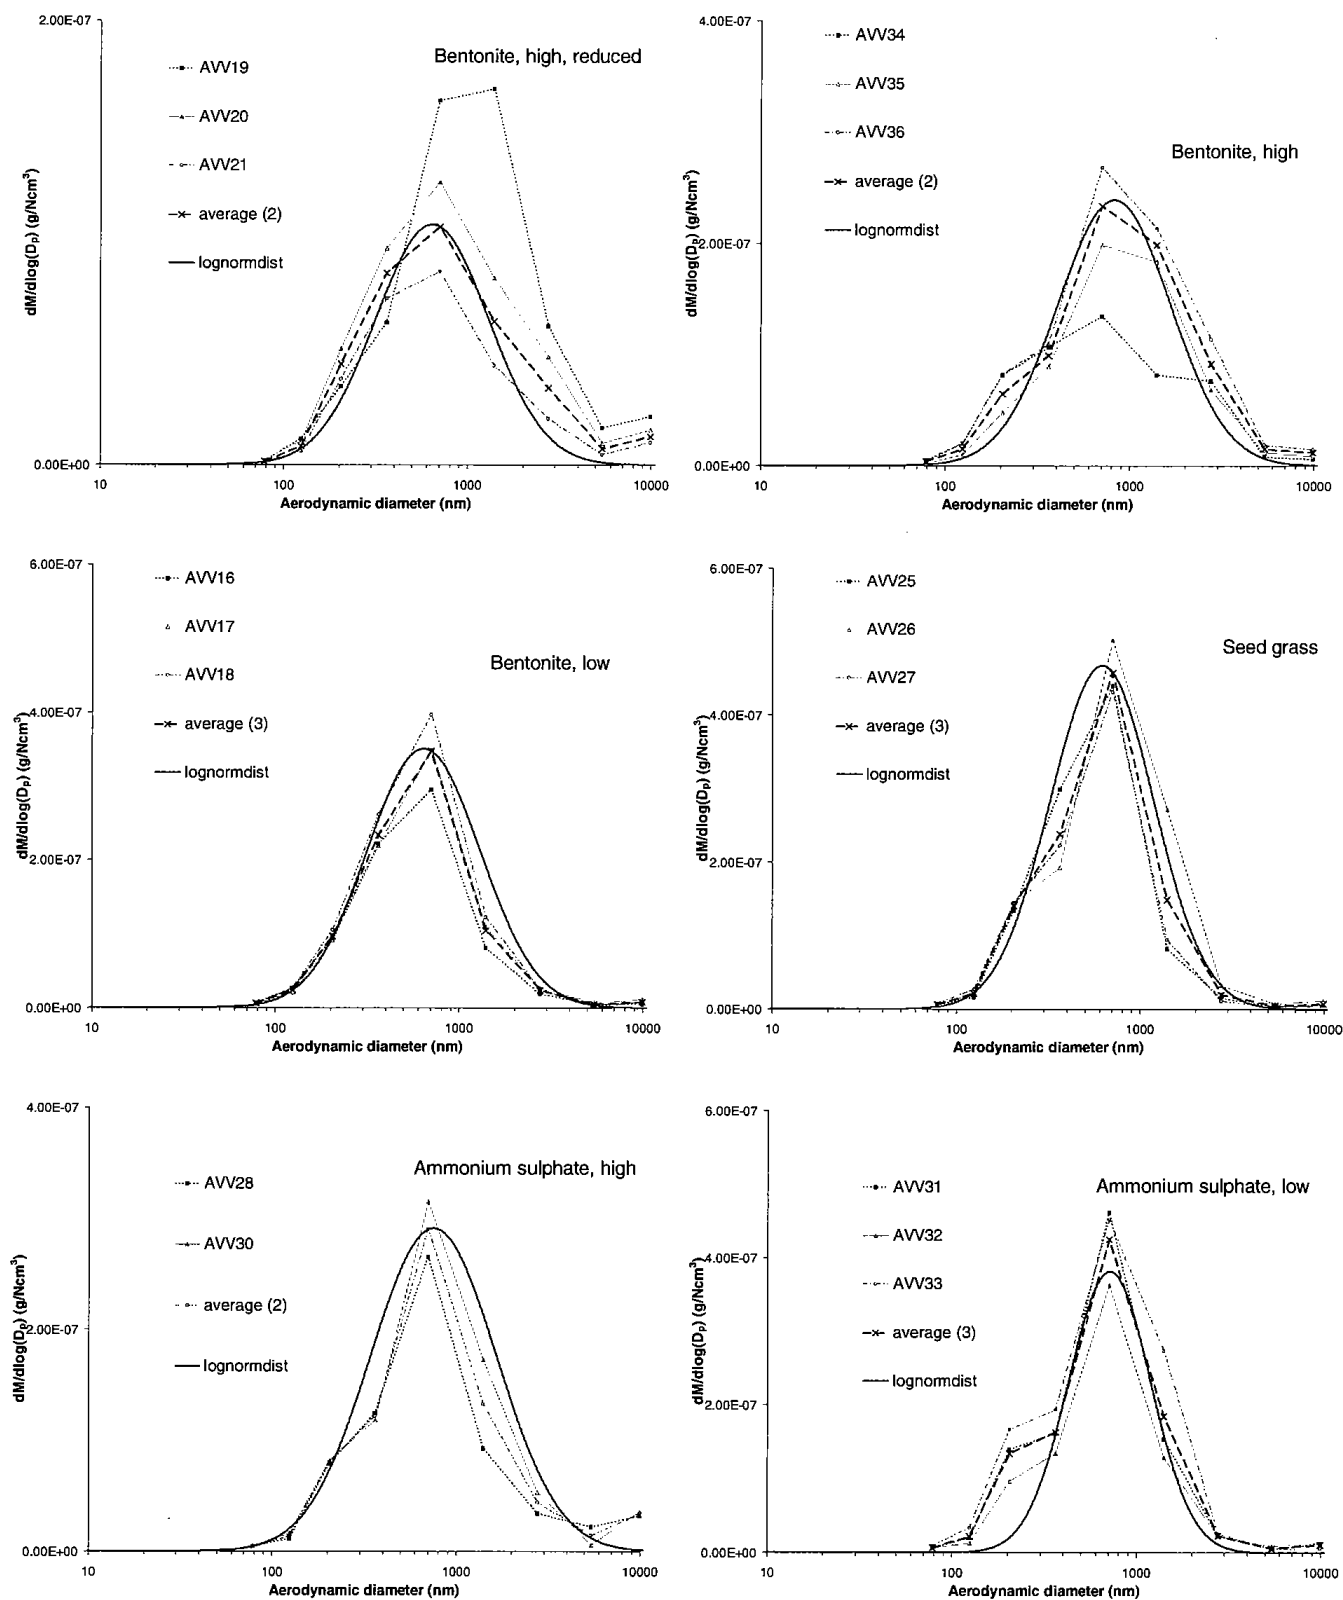 2.00E-07
Bentonite, high, reduced
AVV19
AVV20
AVV21
average (2)
lognormdist
dM/dlog(Dp) (g/Ncm3)
0.00E+00
10
100
1000
10000
Aerodynamic diameter (nm)
4.00E-07
AVV34
AVV35
AVV36
Bentonite, high
average (2)
lognormdist
dM/dlog(Dp) (g/Ncm3)
2.00E-07
0.00E+00
10
100
1000
10000
Aerodynamic diameter (nm)
6.00E-07
AVV16
AVV17
Bentonite, low
AVV18
4.00E-07
average (3)
lognormdist
dM/dlog(Dp) (g/Ncm3)
2.00E-07
0.00E+00
10
100
1000
10000
Aerodynamic diameter (nm)
6.00E-07
AVV25
AVV26
Seed grass
AVV27
4.00E-07
average (3)
lognormdist
dM/dlog(Dp) (g/Ncm3)
2.00E-07
0.00E+00
10
100
1000
10000
Aerodynamic diameter (nm)
4.00E-07
Ammonium sulphate, high
AVV28
AVV30
average (2)
2.00E-07
lognormdist
dM/dlog(Dp) (g/Ncm3)
0.00E+00
10
100
1000
10000
Aerodynamic diameter (nm)
6.00E-07
AVV31
Ammonium sulphate, low
AVV32
4.00E-07
AVV33
average (3)
lognormdist
dM/dlog(Dp) (g/Ncm3)
2.00E-07
0.00E+00
10
100
1000
10000
Aerodynamic diameter (nm)